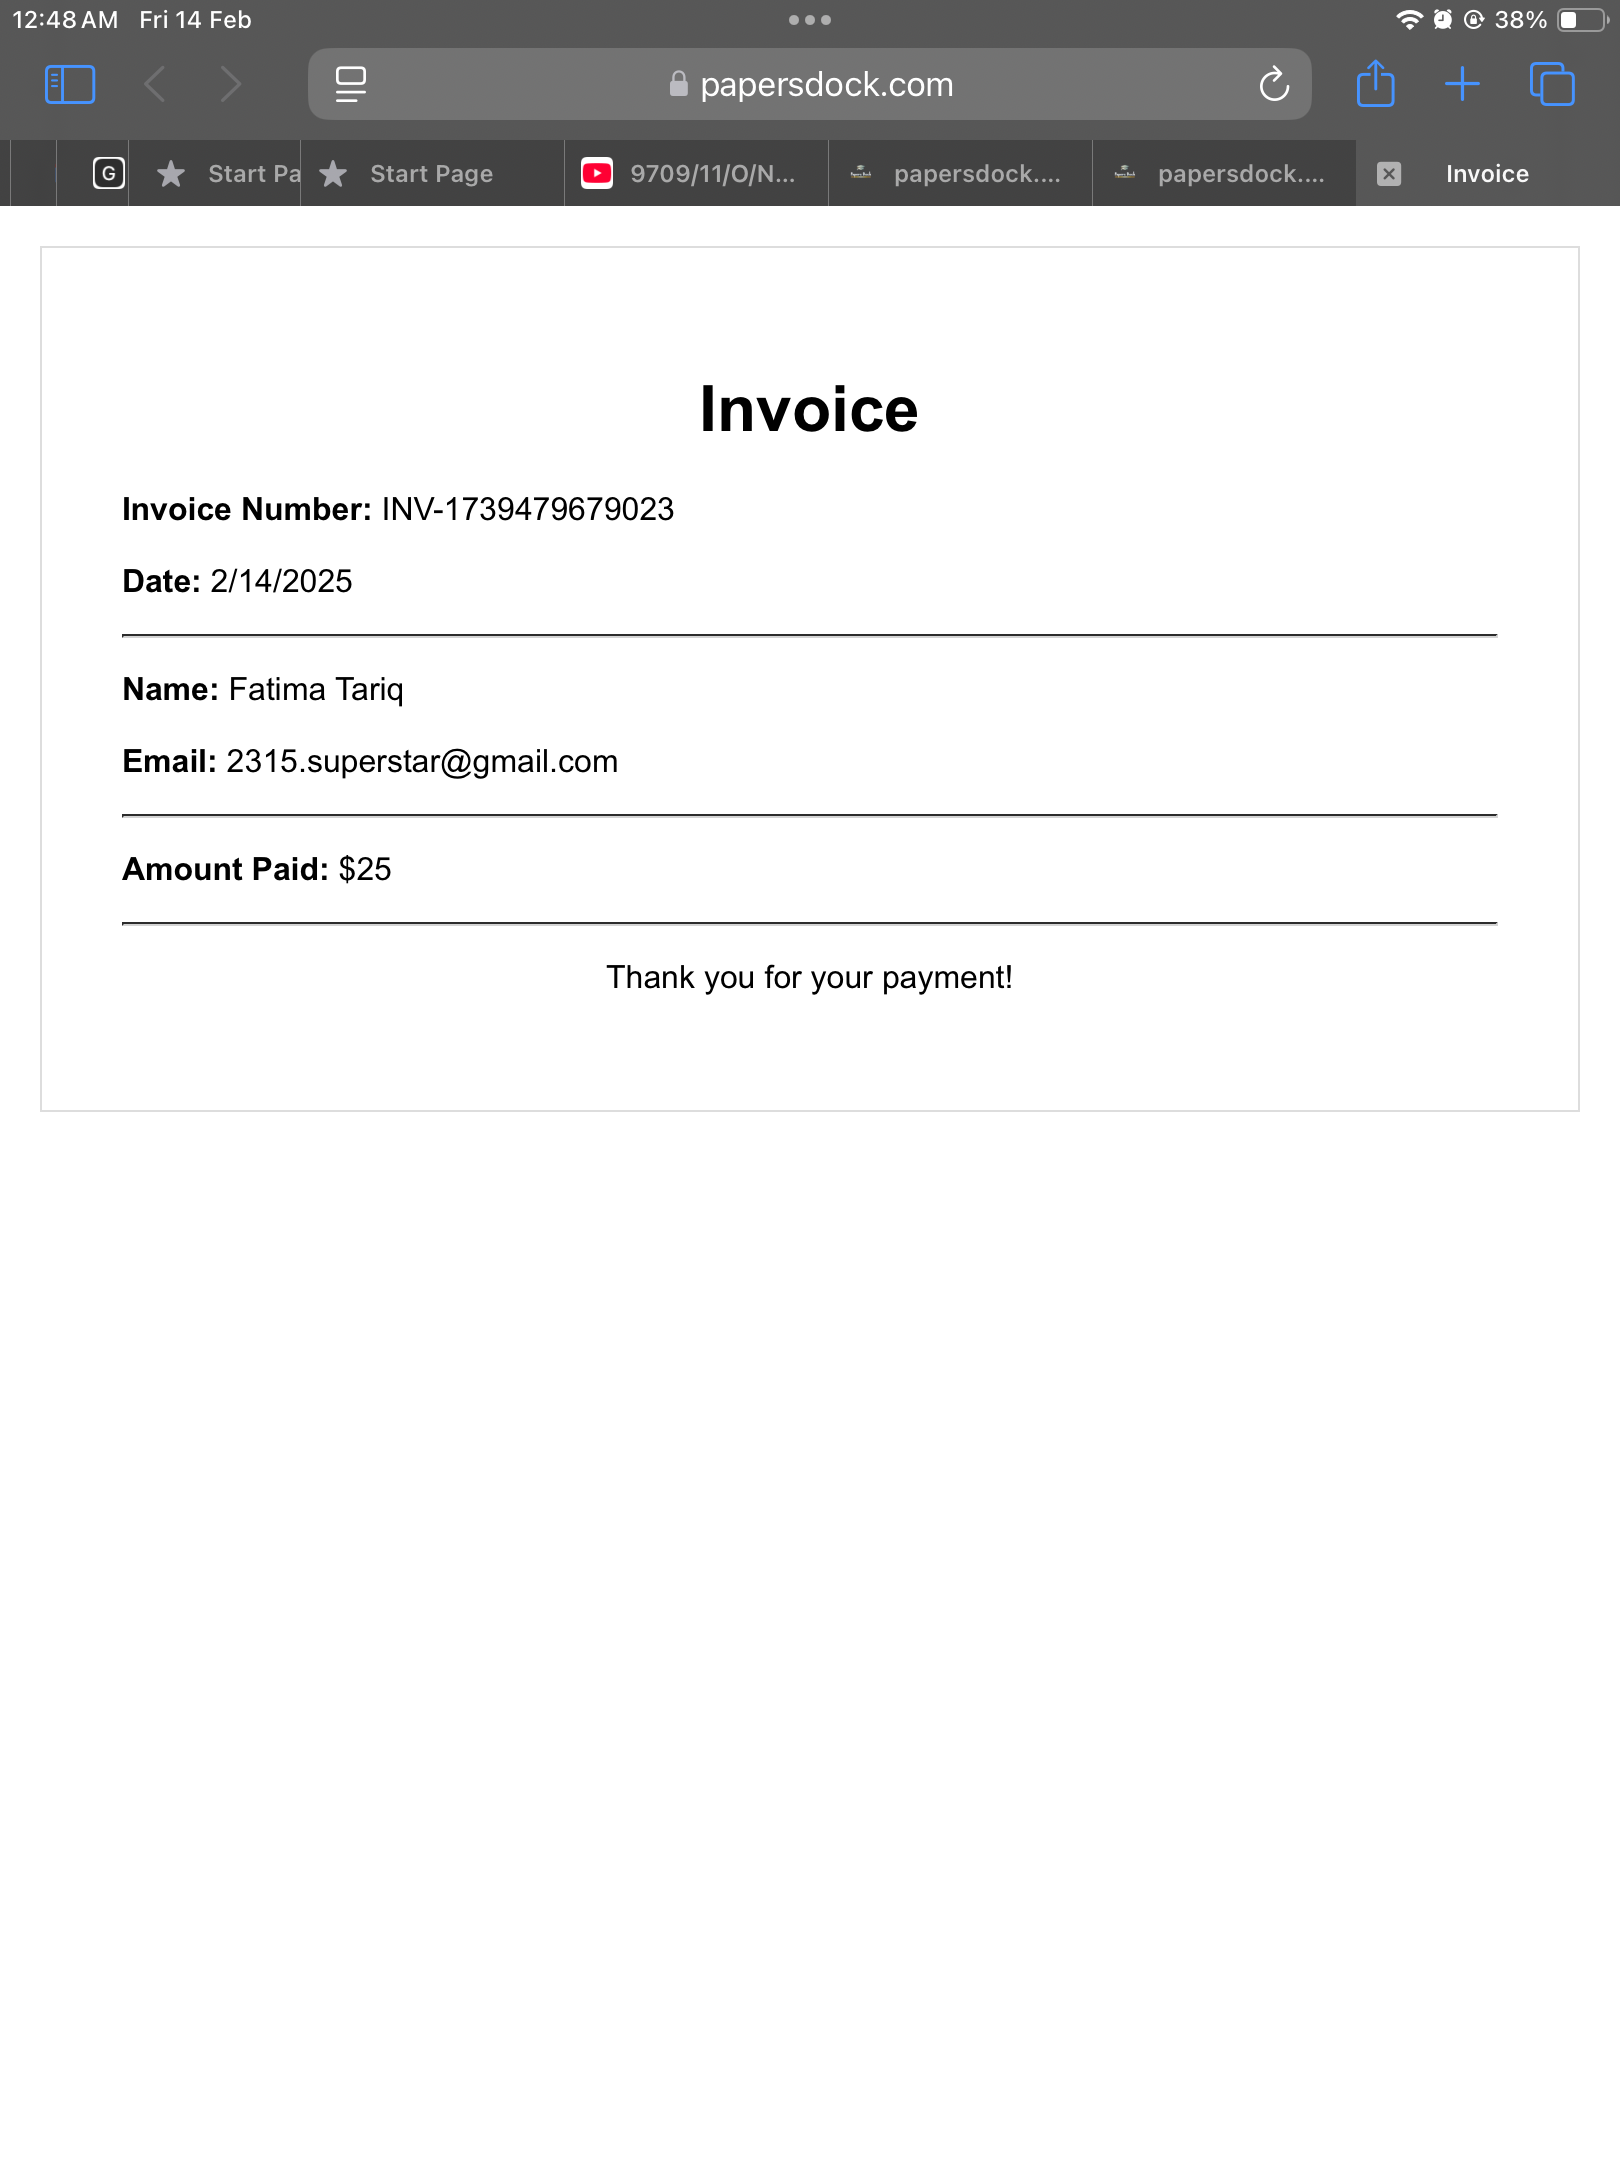 12:48 AM Fri 14 Feb
38%
papersdock.com
G
Start Pa
Start Page
9709/11/O/N...
papersdock....
papersdock....
Invoice
Invoice
Invoice Number: INV-1739479679023
Date: 2/14/2025
Name: Fatima Tariq
Email: 2315.superstar@gmail.com
Amount Paid: $25
Thank you for your payment!